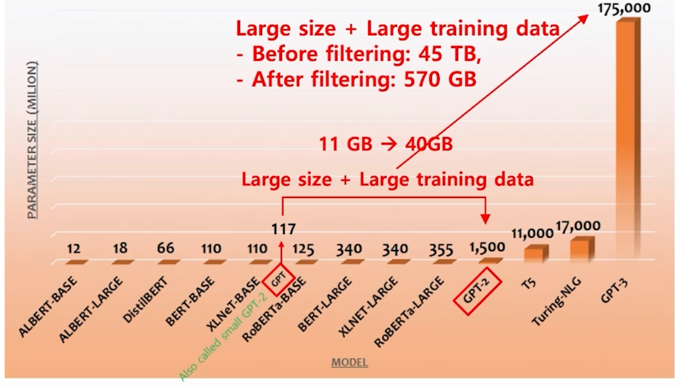 175,000
Large size + Large training data
- Before filtering: 45 TB,
- After filtering: 570 GB
11 GB → 40GB
Large size + Large training data
PARAMETER SIZE (MILION)
117
12
18
66
110
110
125
340
340
355
1,500
11,000
17,000
ALBERT-BASE
ALBERT-LARGE
DistilBERT
BERT-BASE
XLNeT-BASE
GPT
Also called small GPT-2
RoBERTa-BASE
BERT-LARGE
XLNET-LARGE
RoBERTa-LARGE
GPT-2
T5
Turing-NLG
GPT-3
MODEL